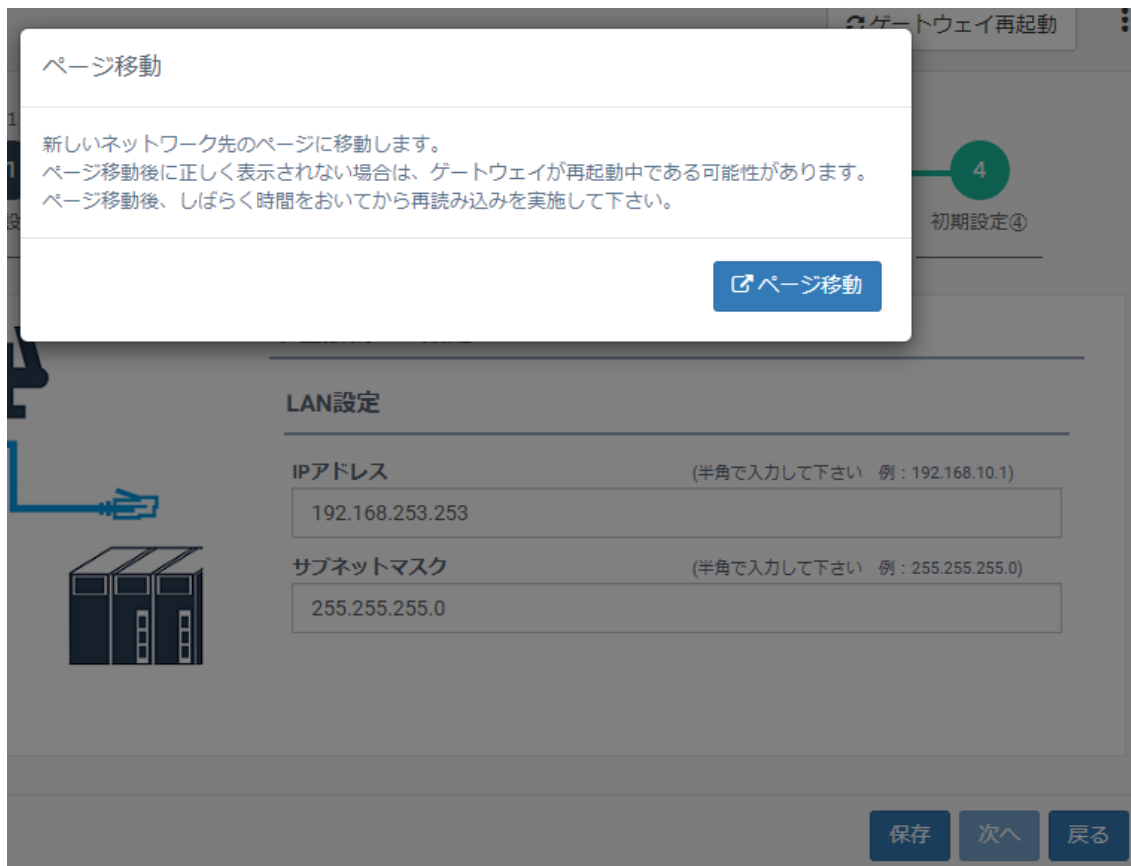 ゲートウェイ再起動
ページ移動
新しいネットワーク先のページに移動します。
ページ移動後に正しく表示されない場合は、ゲートウェイが再起動中である可能性があります。
ページ移動後、しばらく時間をおいてから再読み込みを実施して下さい。
ページ移動
1
1
設
4
初期設定④
LAN設定
IPアドレス (半角で入力して下さい 例：192.168.10.1)
192.168.253.253
サブネットマスク (半角で入力して下さい 例：255.255.255.0)
255.255.255.0
保存 次へ 戻る